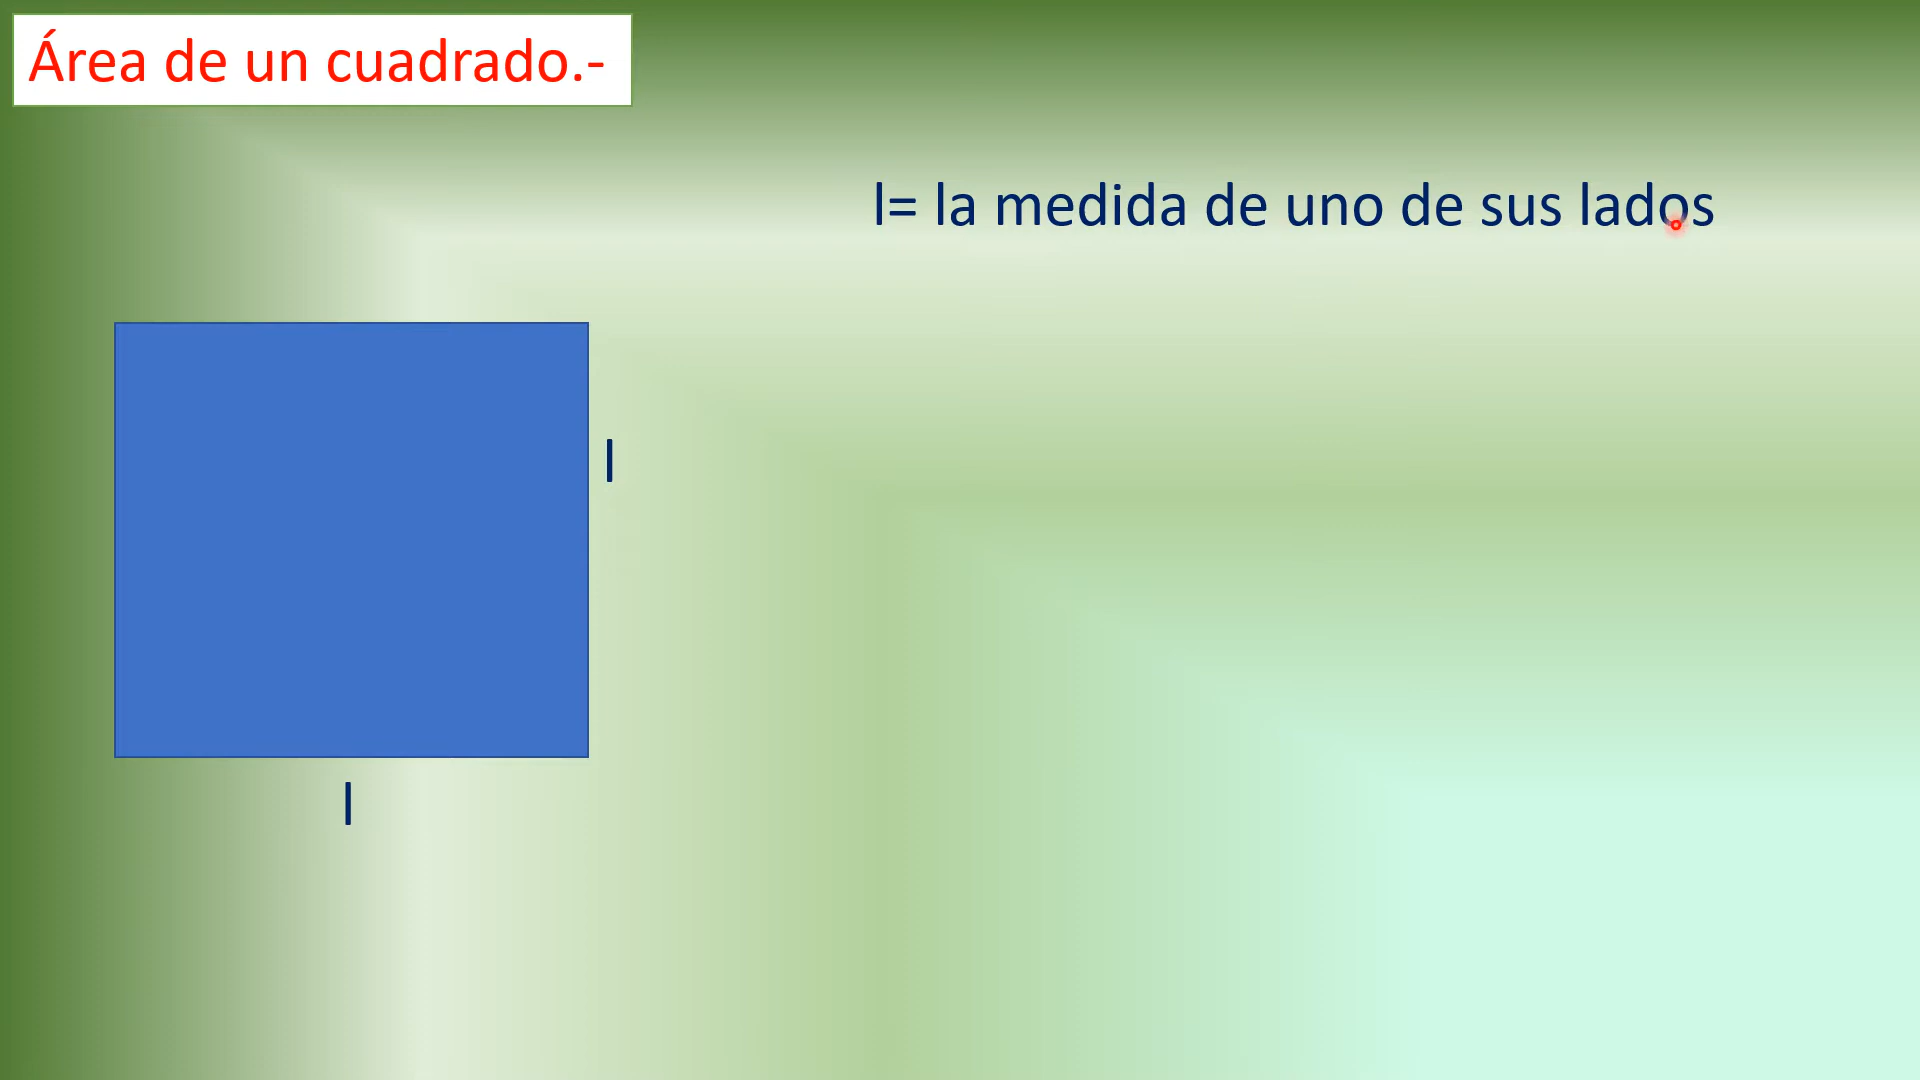 Área de un cuadrado.-
l= la medida de uno de sus lados
l
l